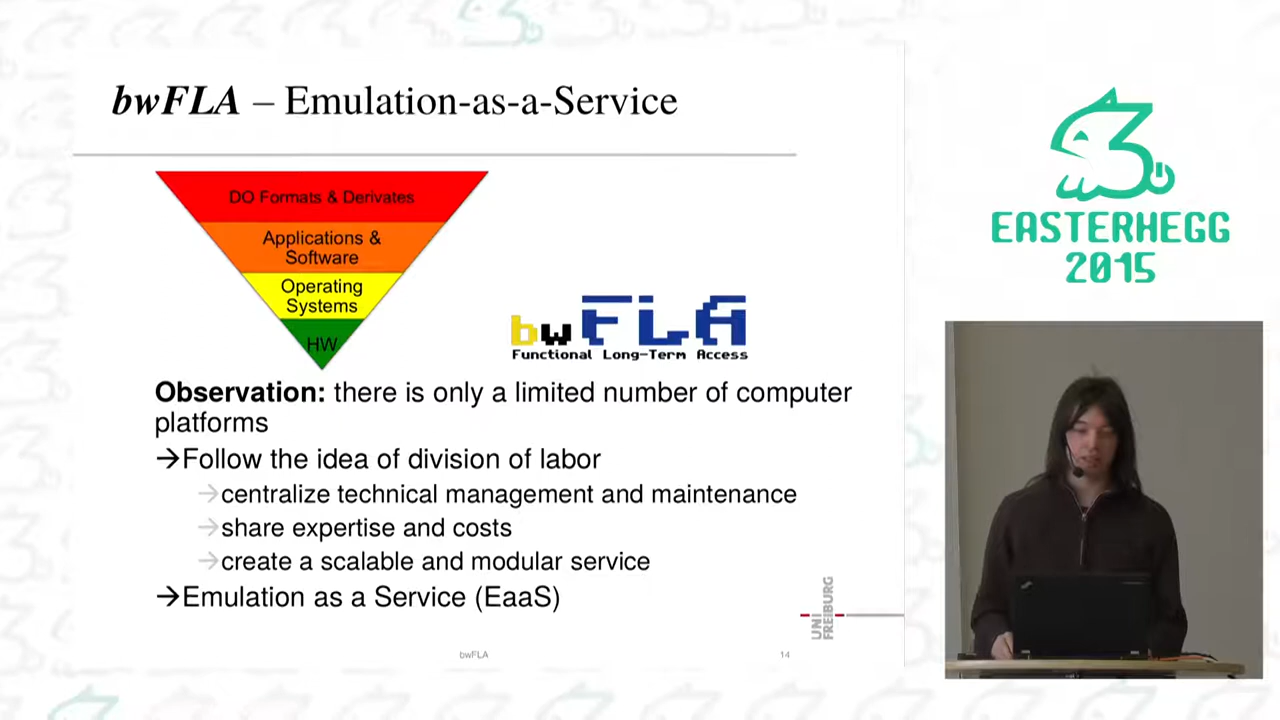 bwFLA – Emulation-as-a-Service
DO Formats & Derivates
Applications &
Software
Operating
Systems
HW
bwFLA
Functional Long-Term Access
Observation: there is only a limited number of computer
platforms
→Follow the idea of division of labor
→centralize technical management and maintenance
→share expertise and costs
→create a scalable and modular service
→Emulation as a Service (EaaS)
UNI
FREIBURG
bwFLA
14
EASTERHEGG
2015